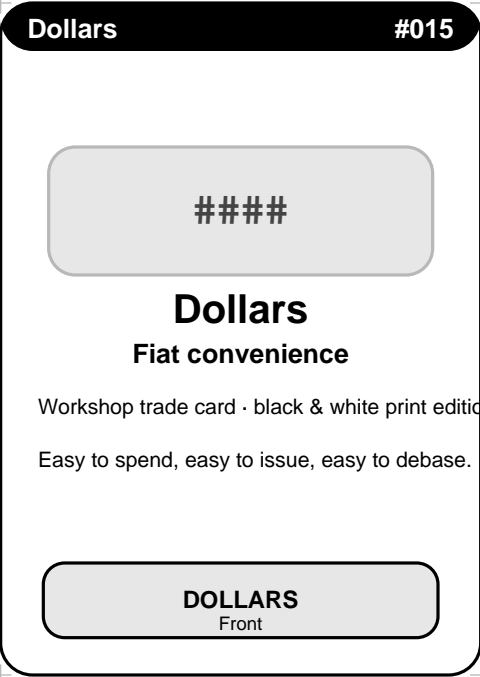 Dollars #015
####
Dollars
Fiat convenience
Workshop trade card · black & white print editio
Easy to spend, easy to issue, easy to debase.
DOLLARS
Front